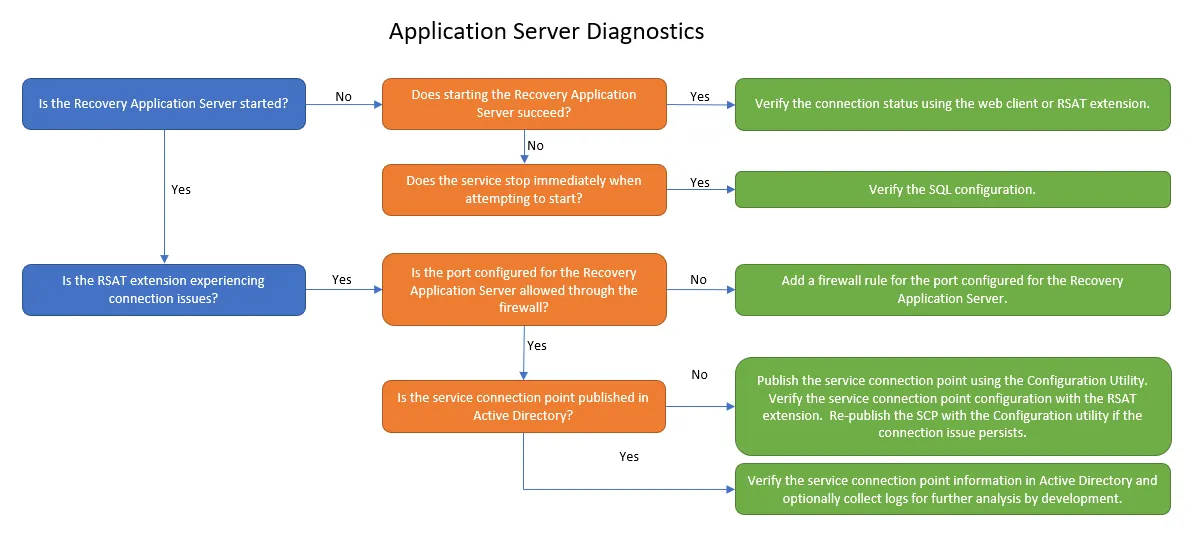 Application Server Diagnostics
Is the Recovery Application Server started?
No
Does starting the Recovery Application
Server succeed?
Yes
Verify the connection status using the web client or RSAT extension.
No
Yes
Does the service stop immediately when
attempting to start?
Yes
Verify the SQL configuration.
Is the RSAT extension experiencing
connection issues?
Yes
Is the port configured for the Recovery
Application Server allowed through the
firewall?
No
Add a firewall rule for the port configured for the Recovery
Application Server.
Yes
Is the service connection point published in
Active Directory?
No
Publish the service connection point using the Configuration Utility.
Verify the service connection point configuration with the RSAT
extension.  Re-publish the SCP with the Configuration utility if the
connection issue persists.
Yes
Verify the service connection point information in Active Directory and
optionally collect logs for further analysis by development.